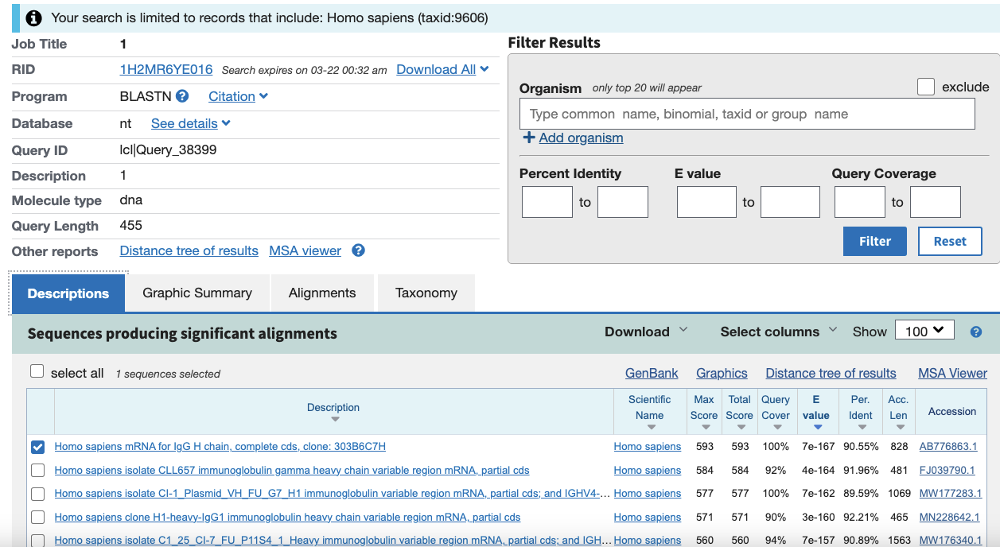 Your search is limited to records that include: Homo sapiens (taxid:9606)
Job Title 1
RID 1H2MR6YE016 Search expires on 03-22 00:32 am Download All
Program BLASTN Citation
Database nt See details
Query ID lcl|Query_38399
Description 1
Molecule type dna
Query Length 455
Other reports Distance tree of results MSA viewer
Filter Results
Organism only top 20 will appear exclude
Type common name, binomial, taxid or group name
+ Add organism
Percent Identity E value Query Coverage
to to to
Filter Reset
Descriptions Graphic Summary Alignments Taxonomy
Sequences producing significant alignments Download Select columns Show 100
select all 1 sequences selected GenBank Graphics Distance tree of results MSA Viewer
Description Scientific Name Max Score Total Score Query Cover E value Per. Ident Acc. Len Accession
Homo sapiens mRNA for IgG H chain, complete cds, clone: 303B6C7H Homo sapiens 593 593 100% 7e-167 90.55% 828 AB776863.1
Homo sapiens isolate CLL657 immunoglobulin gamma heavy chain variable region mRNA, partial cds Homo sapiens 584 584 92% 4e-164 91.96% 481 FJ039790.1
Homo sapiens isolate CI-1_Plasmid_VH_FU_G7_H1 immunoglobulin variable region mRNA, partial cds; and IGHV4-... Homo sapiens 577 577 100% 7e-162 89.59% 1069 MW177283.1
Homo sapiens clone H1-heavy-IgG1 immunoglobulin heavy chain variable region mRNA, partial cds Homo sapiens 571 571 90% 3e-160 92.21% 465 MN228642.1
Homo sapiens isolate C1_25_CI-7_FU_P11S4_1_Heavy immunoglobulin variable region mRNA, partial cds; and IGH... Homo sapiens 560 560 94% 7e-157 90.89% 1563 MW176340.1